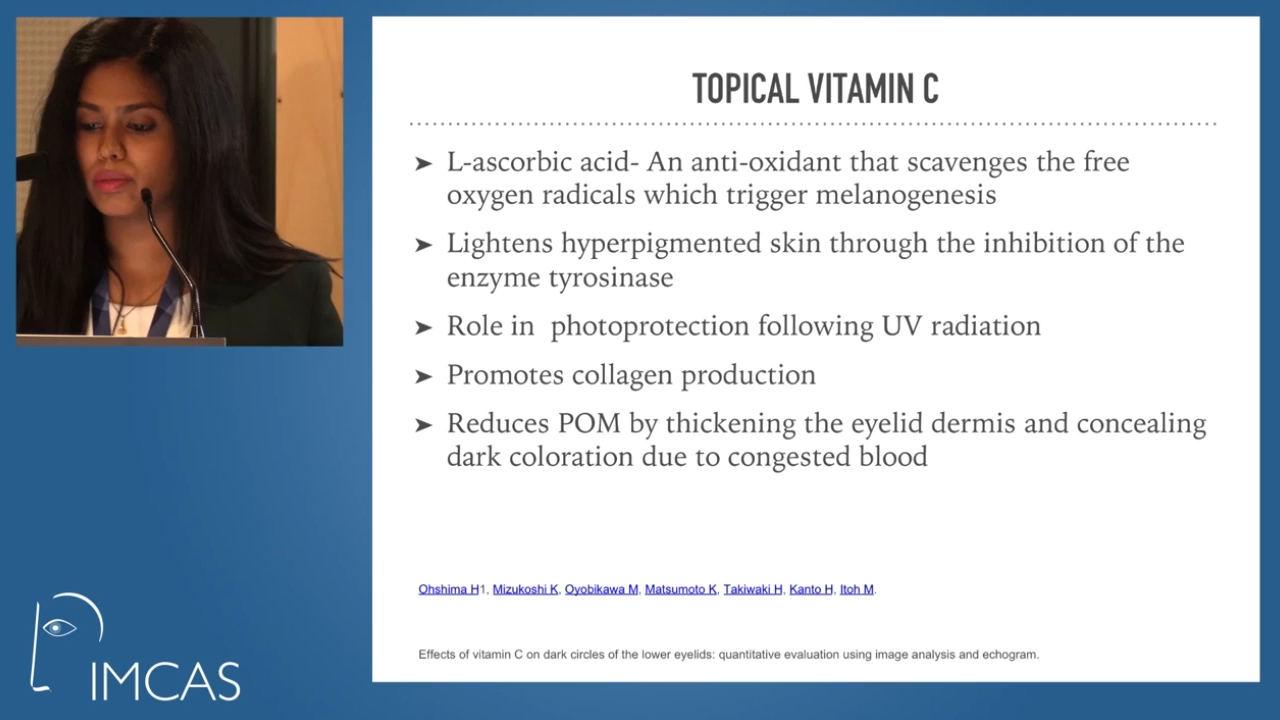 TOPICAL VITAMIN C
➤ L-ascorbic acid- An anti-oxidant that scavenges the free
oxygen radicals which trigger melanogenesis
➤ Lightens hyperpigmented skin through the inhibition of the
enzyme tyrosinase
➤ Role in  photoprotection following UV radiation
➤ Promotes collagen production
➤ Reduces POM by thickening the eyelid dermis and concealing
dark coloration due to congested blood
Ohshima H1, Mizukoshi K, Oyobikawa M, Matsumoto K, Takiwaki H, Kanto H, Itoh M.
Effects of vitamin C on dark circles of the lower eyelids: quantitative evaluation using image analysis and echogram.
IMCAS